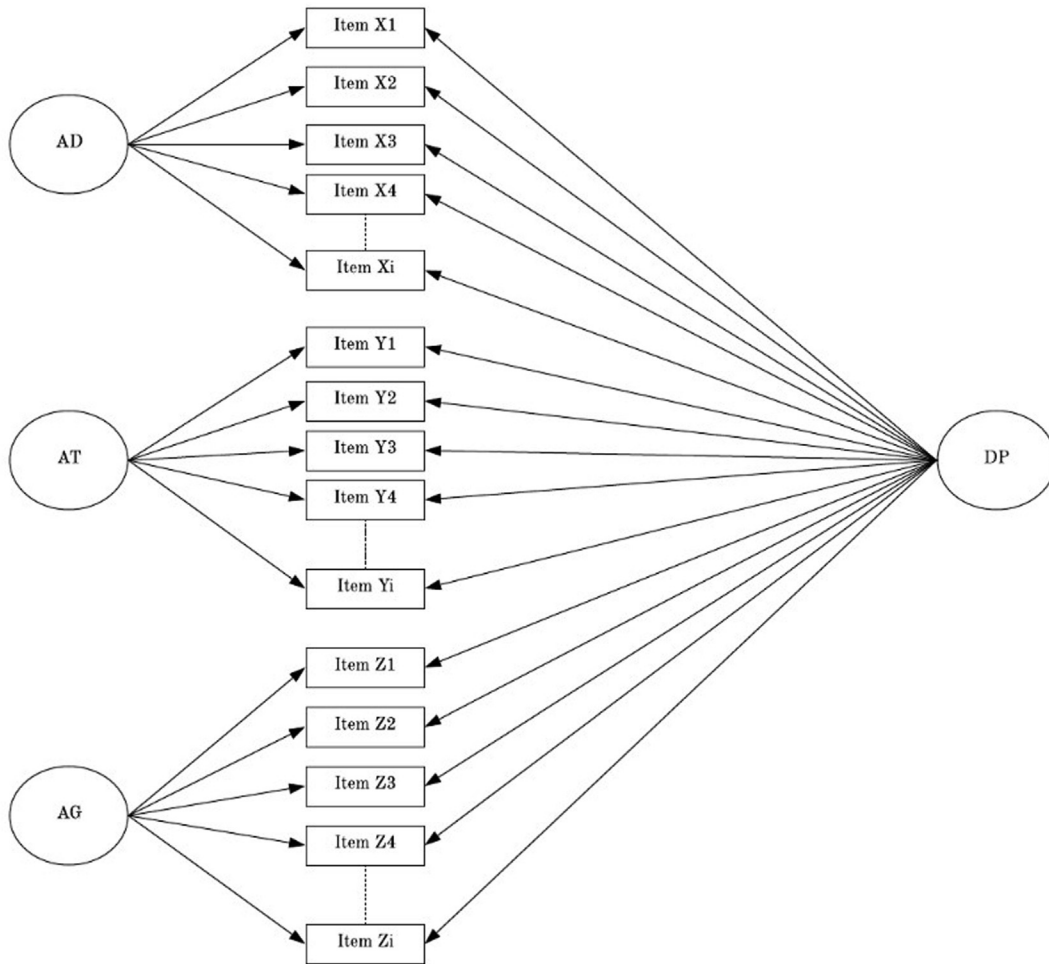 Item X1
Item X2
AD
Item X3
Item X4
Item Xi
Item Y1
Item Y2
AT
Item Y3
DP
Item Y4
Item Yi
Item Z1
Item Z2
Item Z3
AG
Item Z4
Item Zi